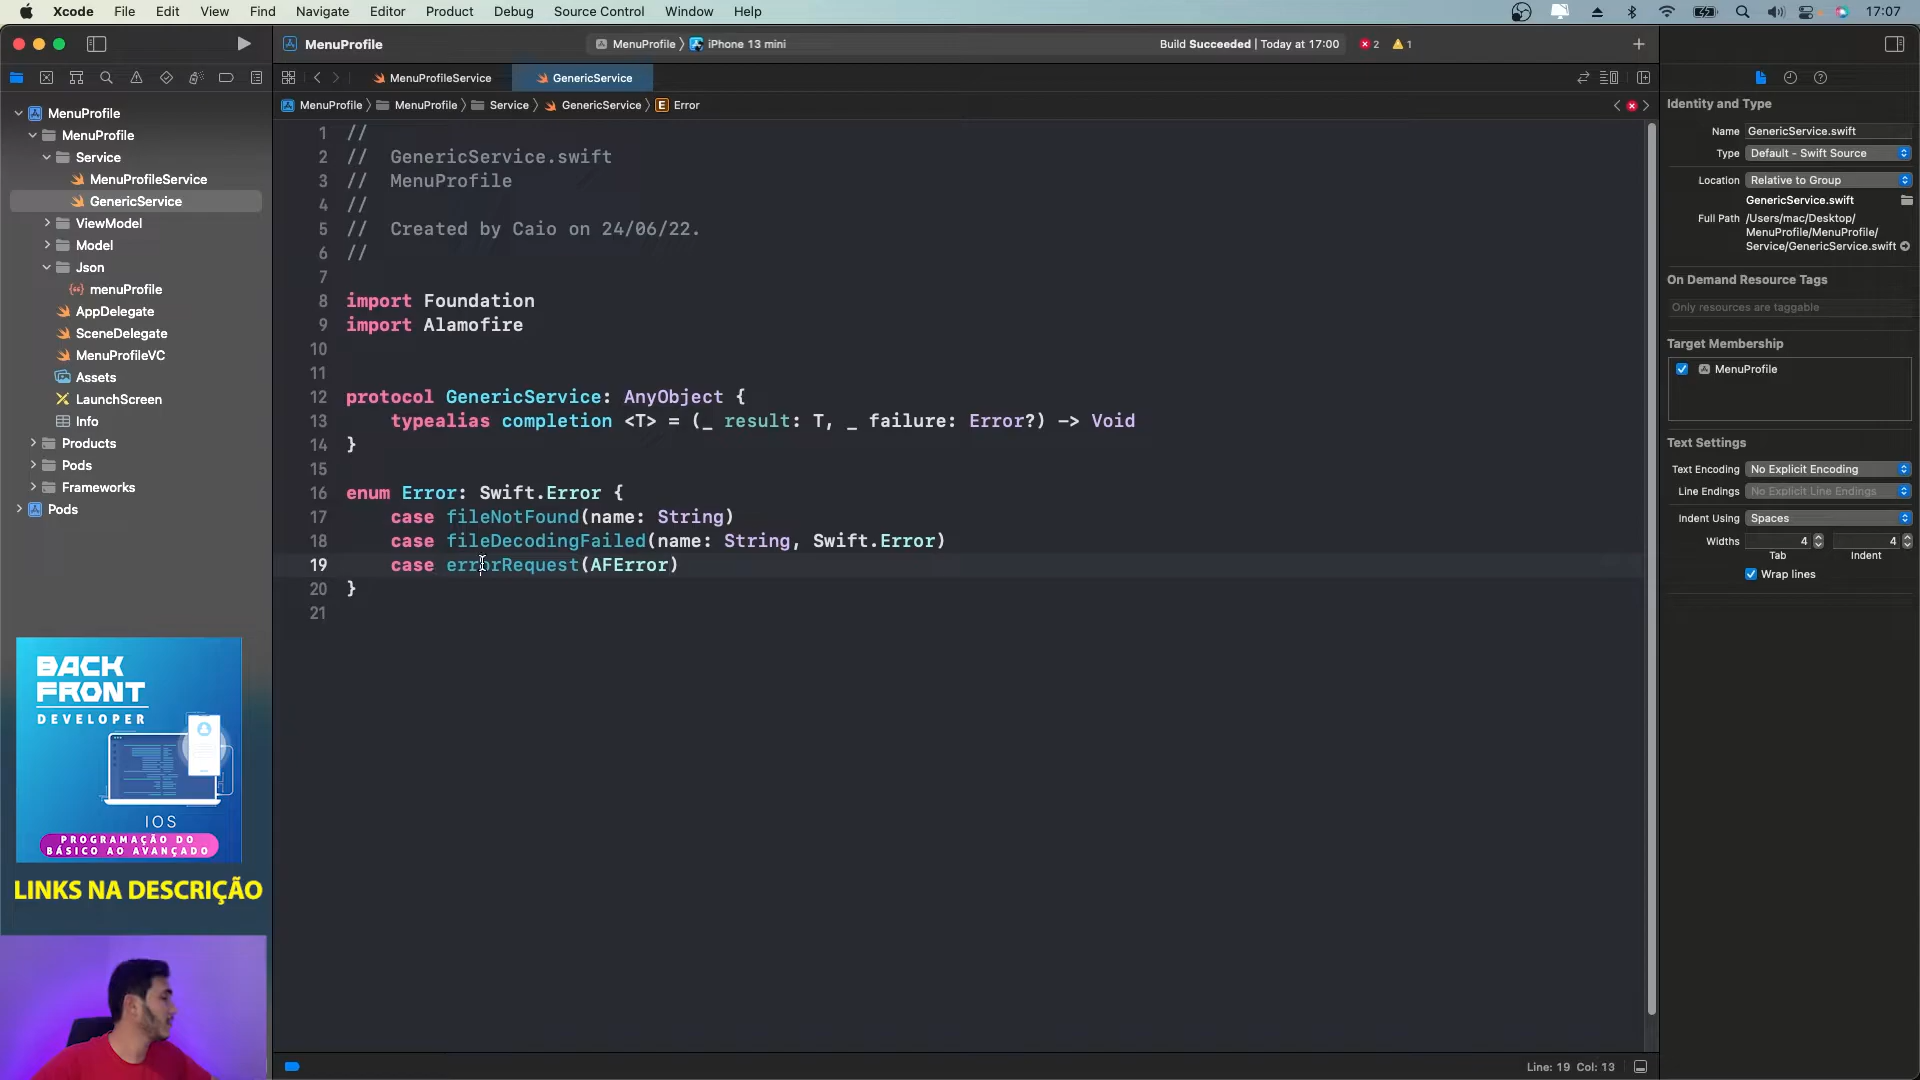 Xcode File Edit View Find Navigate Editor Product Debug Source Control Window Help 17:07
MenuProfile MenuProfile iPhone 13 mini Build Succeeded | Today at 17:00 2 1
MenuProfileService GenericService
MenuProfile MenuProfile Service GenericService E Error
MenuProfile
MenuProfile
Service
MenuProfileService
GenericService
ViewModel
Model
Json
menuProfile
AppDelegate
SceneDelegate
MenuProfileVC
Assets
LaunchScreen
Info
Products
Pods
Frameworks
Pods
1 //
2 // GenericService.swift
3 // MenuProfile
4 //
5 // Created by Caio on 24/06/22.
6 //
7
8 import Foundation
9 import Alamofire
10
11
12 protocol GenericService: AnyObject {
13 typealias completion <T> = (_ result: T, _ failure: Error?) -> Void
14 }
15
16 enum Error: Swift.Error {
17 case fileNotFound(name: String)
18 case fileDecodingFailed(name: String, Swift.Error)
19 case errorRequest(AFError)
20 }
21
Identity and Type
Name GenericService.swift
Type Default - Swift Source
Location Relative to Group
GenericService.swift
Full Path /Users/mac/Desktop/
MenuProfile/MenuProfile/
Service/GenericService.swift
On Demand Resource Tags
Only resources are taggable
Target Membership
MenuProfile
Text Settings
Text Encoding No Explicit Encoding
Line Endings No Explicit Line Endings
Indent Using Spaces
Widths 4 4
Tab Indent
Wrap lines
BACK
FRONT
DEVELOPER
IOS
PROGRAMAÇÃO DO
BÁSICO AO AVANÇADO
LINKS NA DESCRIÇÃO
Line: 19 Col: 13